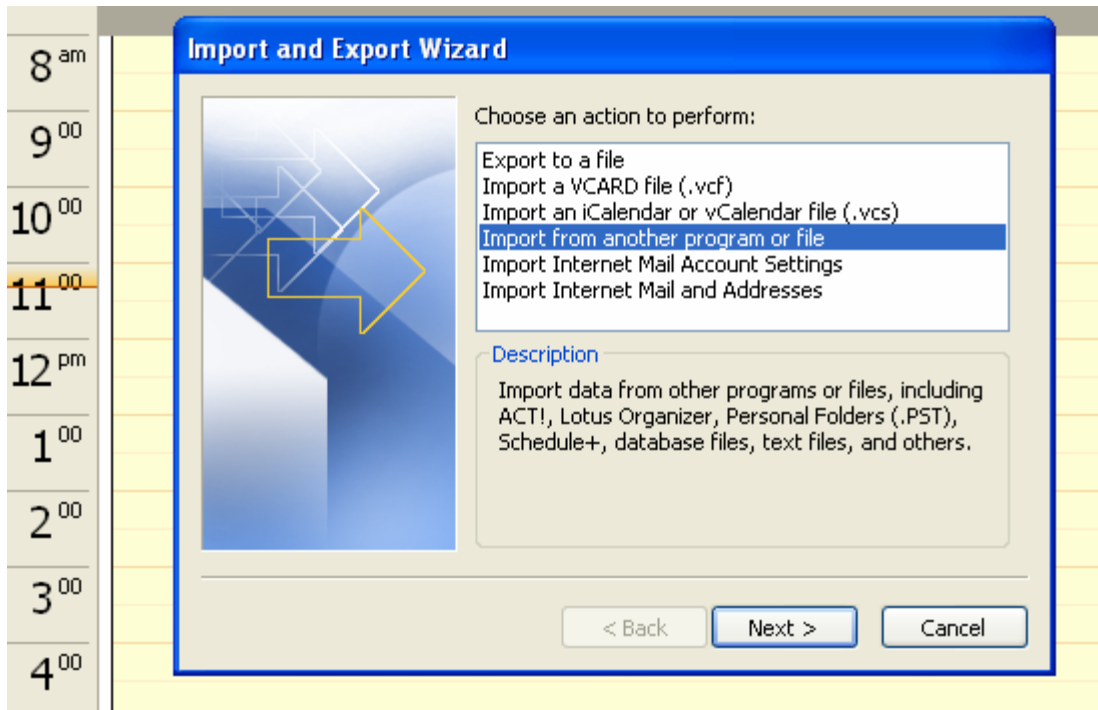 8 am
9 00
10 00
11 00
12 pm
1 00
2 00
3 00
4 00
Import and Export Wizard
Choose an action to perform:
Export to a file
Import a VCARD file (.vcf)
Import an iCalendar or vCalendar file (.vcs)
Import from another program or file
Import Internet Mail Account Settings
Import Internet Mail and Addresses
Description
Import data from other programs or files, including
ACT!, Lotus Organizer, Personal Folders (.PST),
Schedule+, database files, text files, and others.
< Back Next > Cancel